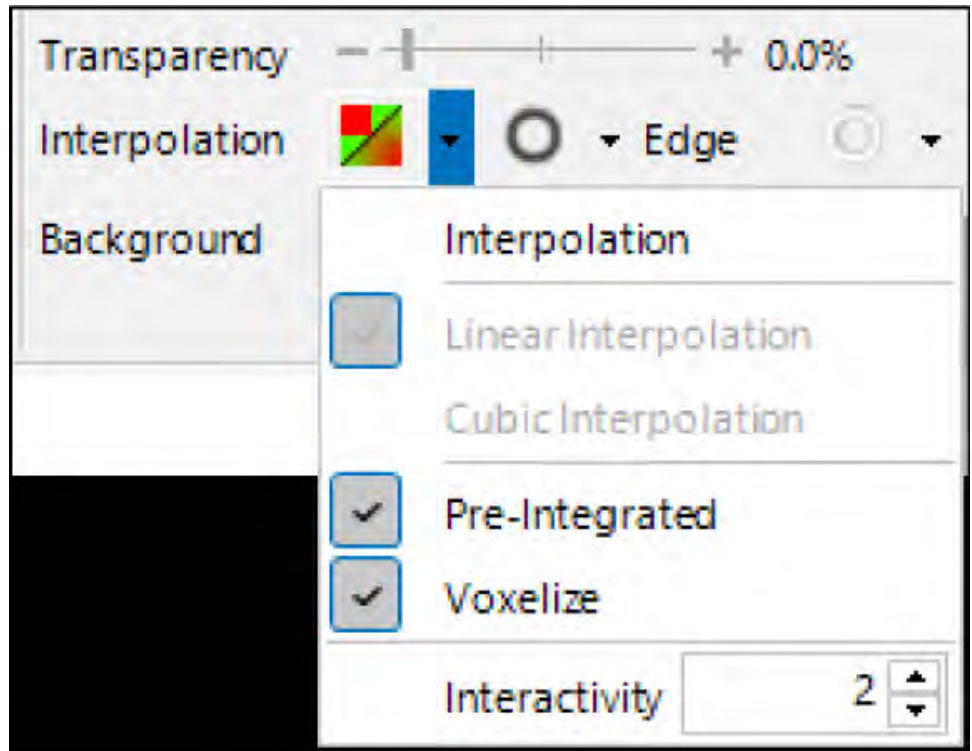 Transparency 0.0%
Interpolation Edge
Background
Interpolation
Linear Interpolation
Cubic Interpolation
Pre-Integrated
Voxelize
Interactivity 2